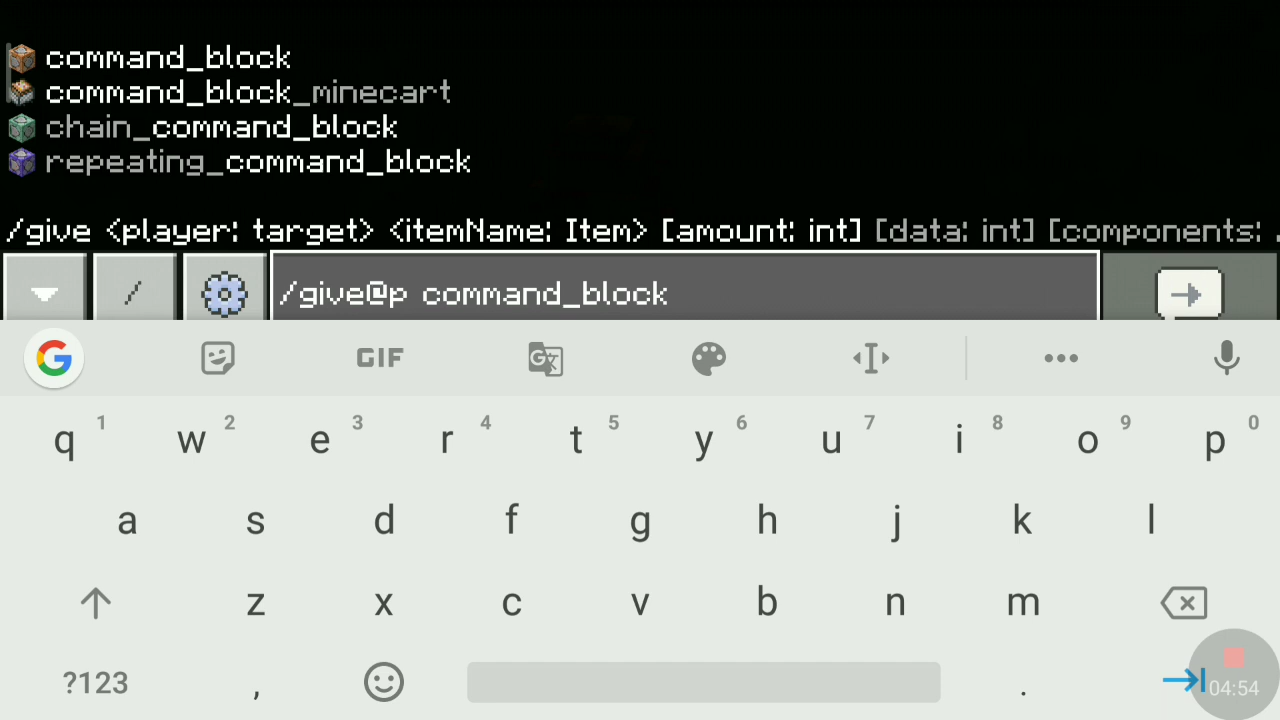 command_block
command_block_minecart
chain_command_block
repeating_command_block
/give <player: target> <itemName: Item> [amount: int] [data: int] [components: .
/ /give@p command_block
G GIF G
q 1 w 2 e 3 r 4 t 5 y 6 u 7 i 8 o 9 p 0
a s d f g h j k l
z x c v b n m
?123 , . 04:54